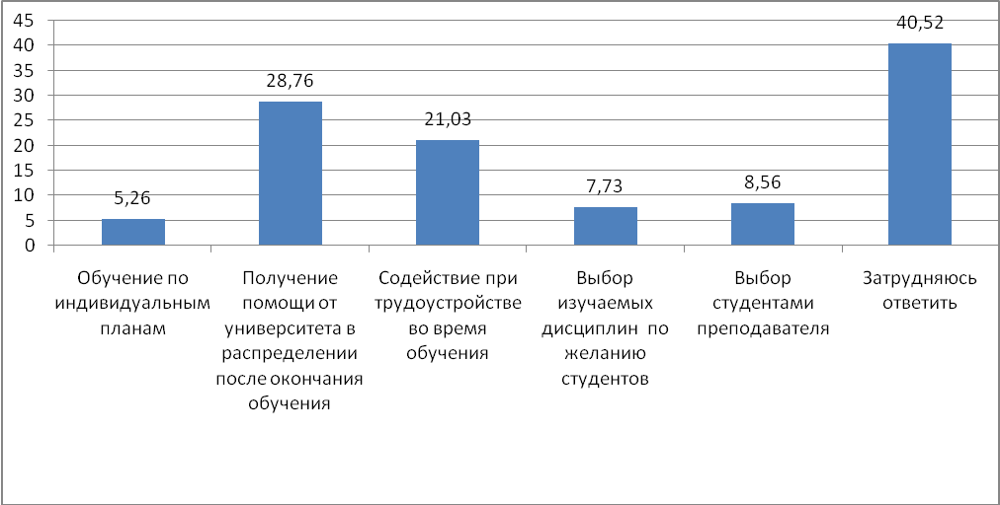 45
40
35
30
25
20
15
10
5
0
5,26
28,76
21,03
7,73
8,56
40,52
Обучение по
индивидуальным
планам
Получение
помощи от
университета в
распределении
после окончания
обучения
Содействие при
трудоустройстве
во время
обучения
Выбор
изучаемых
дисциплин по
желанию
студентов
Выбор
студентами
преподавателя
Затрудняюсь
ответить